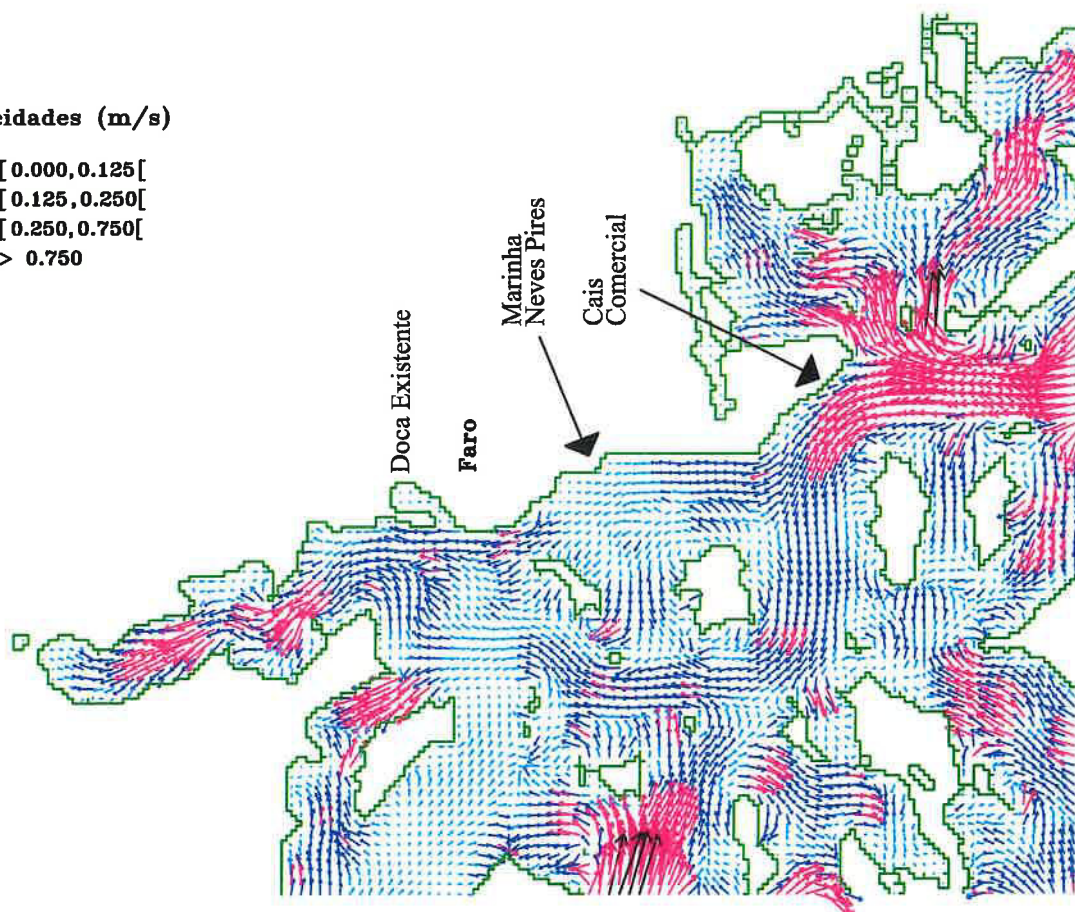 eidades (m/s)
[ 0.000, 0.125 [
[ 0.125, 0.250[
[ 0.250, 0.750[
> 0.750
Doca Existente
Faro
Marinha
Neves Pires
Cais
Comercial